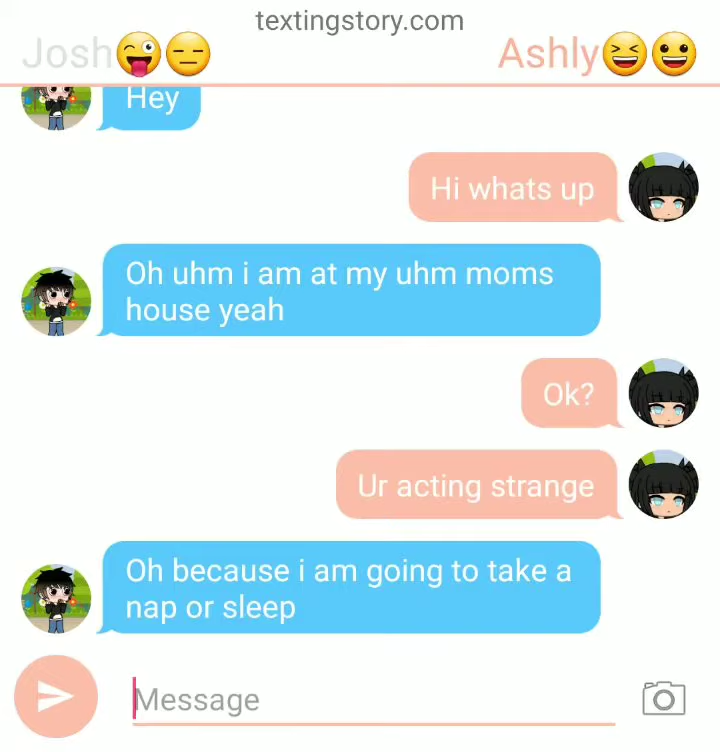 textingstory.com
Josh😜😑 Ashly😆😀
Hey
Hi whats up
Oh uhm i am at my uhm moms
house yeah
Ok?
Ur acting strange
Oh because i am going to take a
nap or sleep
Message